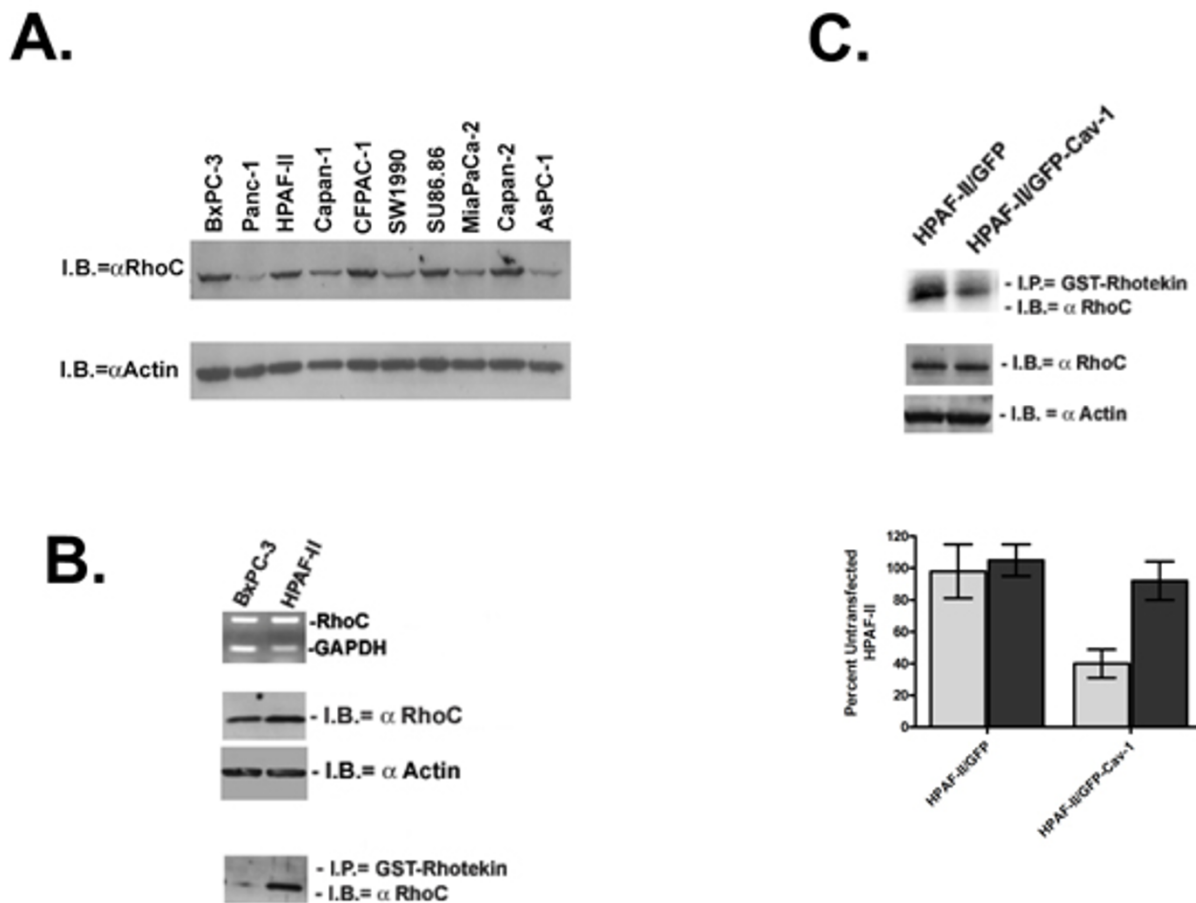 A.
BxPC-3
Panc-1
HPAF-II
Capan-1
CFPAC-1
SW1990
SU86.86
MiaPaCa-2
Capan-2
AsPC-1
I.B.=αRhoC
I.B.=αActin
B.
BxPC-3
HPAF-II
-RhoC
-GAPDH
- I.B.= α RhoC
- I.B.= α Actin
- I.P.= GST-Rhotekin
- I.B.= α RhoC
C.
HPAF-II/GFP
HPAF-II/GFP-Cav-1
- I.P.= GST-Rhotekin
- I.B.= α RhoC
- I.B.= α RhoC
- I.B. = α Actin
Percent Untransfected
HPAF-II
120
100
80
60
40
20
0
HPAF-II/GFP
HPAF-II/GFP-Cav-1